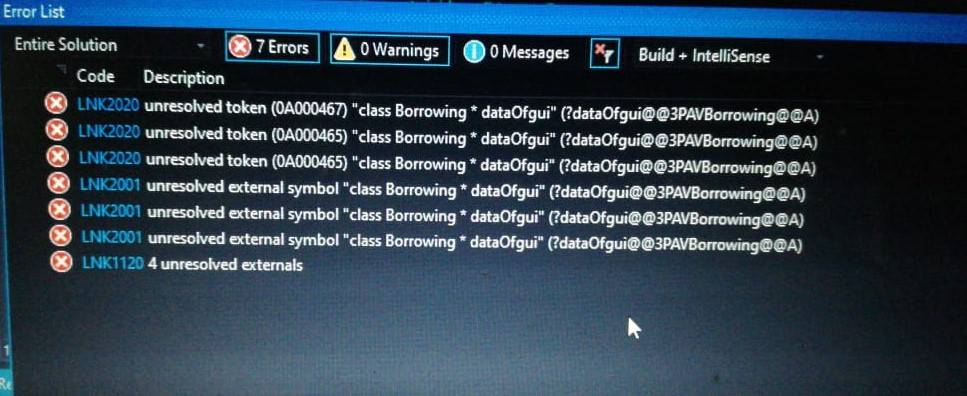 Error List
Entire Solution 7 Errors 0 Warnings 0 Messages Build + IntelliSense
Code Description
LNK2020 unresolved token (0A000467) "class Borrowing * dataOfgui" (?dataOfgui@@3PAVBorrowing@@A)
LNK2020 unresolved token (0A000465) "class Borrowing * dataOfgui" (?dataOfgui@@3PAVBorrowing@@A)
LNK2020 unresolved token (0A000465) "class Borrowing * dataOfgui" (?dataOfgui@@3PAVBorrowing@@A)
LNK2001 unresolved external symbol "class Borrowing * dataOfgui" (?dataOfgui@@3PAVBorrowing@@A)
LNK2001 unresolved external symbol "class Borrowing * dataOfgui" (?dataOfgui@@3PAVBorrowing@@A)
LNK2001 unresolved external symbol "class Borrowing * dataOfgui" (?dataOfgui@@3PAVBorrowing@@A)
LNK1120 4 unresolved externals
1
Re